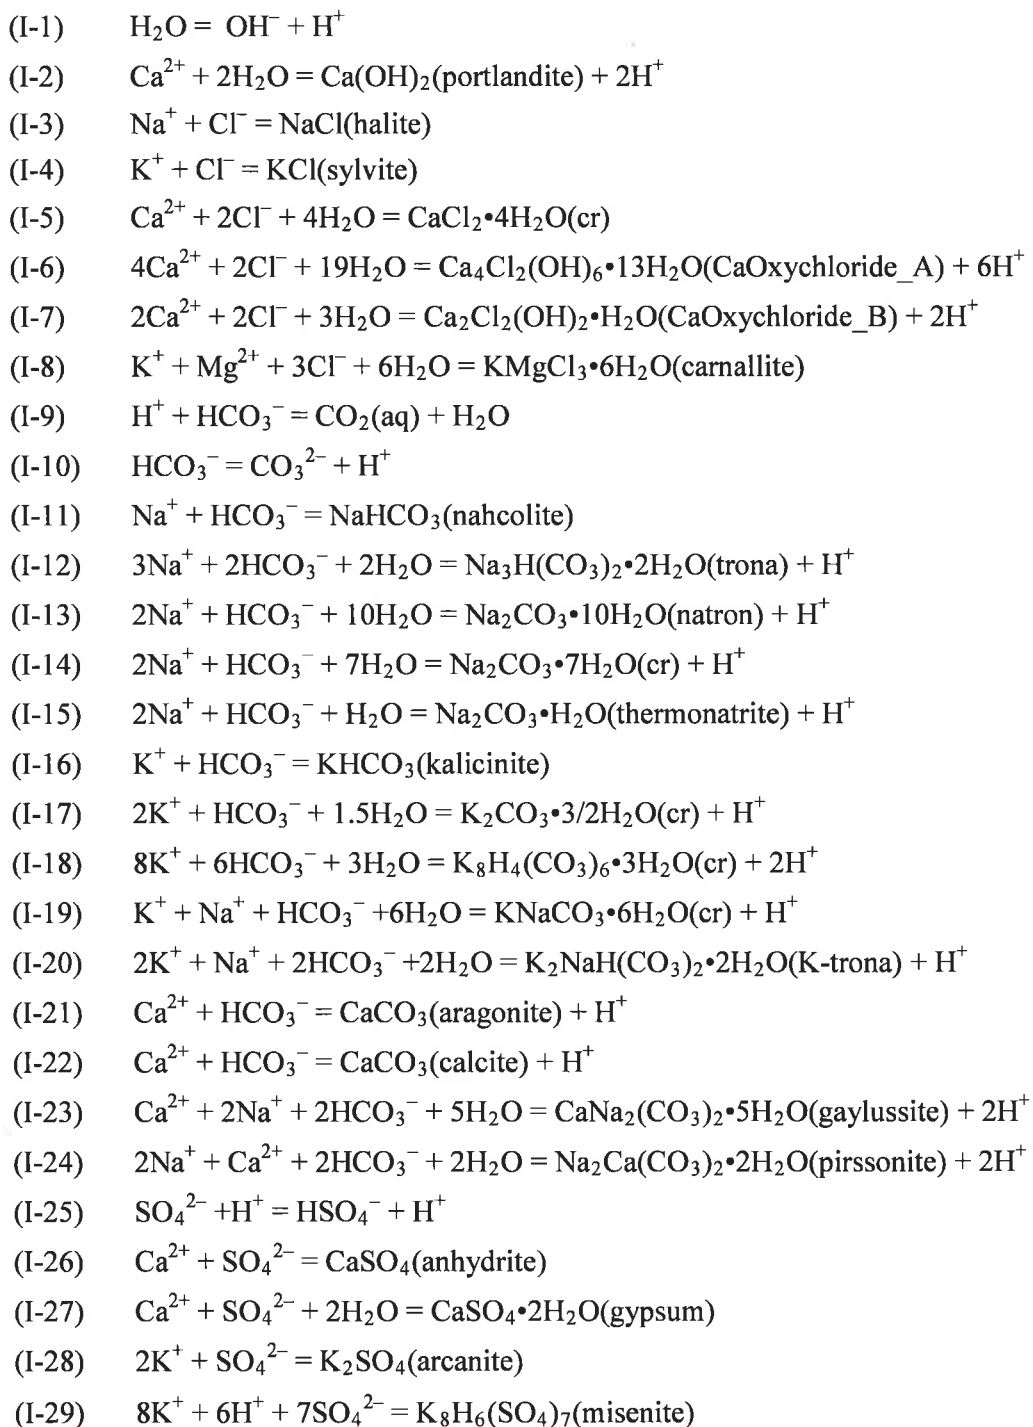 (I-1) H₂O = OH⁻ + H⁺
(I-2) Ca²⁺ + 2H₂O = Ca(OH)₂(portlandite) + 2H⁺
(I-3) Na⁺ + Cl⁻ = NaCl(halite)
(I-4) K⁺ + Cl⁻ = KCl(sylvite)
(I-5) Ca²⁺ + 2Cl⁻ + 4H₂O = CaCl₂•4H₂O(cr)
(I-6) 4Ca²⁺ + 2Cl⁻ + 19H₂O = Ca₄Cl₂(OH)₆•13H₂O(CaOxychloride_A) + 6H⁺
(I-7) 2Ca²⁺ + 2Cl⁻ + 3H₂O = Ca₂Cl₂(OH)₂•H₂O(CaOxychloride_B) + 2H⁺
(I-8) K⁺ + Mg²⁺ + 3Cl⁻ + 6H₂O = KMgCl₃•6H₂O(carnallite)
(I-9) H⁺ + HCO₃⁻ = CO₂(aq) + H₂O
(I-10) HCO₃⁻ = CO₃²⁻ + H⁺
(I-11) Na⁺ + HCO₃⁻ = NaHCO₃(nahcolite)
(I-12) 3Na⁺ + 2HCO₃⁻ + 2H₂O = Na₃H(CO₃)₂•2H₂O(trona) + H⁺
(I-13) 2Na⁺ + HCO₃⁻ + 10H₂O = Na₂CO₃•10H₂O(natron) + H⁺
(I-14) 2Na⁺ + HCO₃⁻ + 7H₂O = Na₂CO₃•7H₂O(cr) + H⁺
(I-15) 2Na⁺ + HCO₃⁻ + H₂O = Na₂CO₃•H₂O(thermonatrite) + H⁺
(I-16) K⁺ + HCO₃⁻ = KHCO₃(kalicinite)
(I-17) 2K⁺ + HCO₃⁻ + 1.5H₂O = K₂CO₃•3/2H₂O(cr) + H⁺
(I-18) 8K⁺ + 6HCO₃⁻ + 3H₂O = K₈H₄(CO₃)₆•3H₂O(cr) + 2H⁺
(I-19) K⁺ + Na⁺ + HCO₃⁻ +6H₂O = KNaCO₃•6H₂O(cr) + H⁺
(I-20) 2K⁺ + Na⁺ + 2HCO₃⁻ +2H₂O = K₂NaH(CO₃)₂•2H₂O(K-trona) + H⁺
(I-21) Ca²⁺ + HCO₃⁻ = CaCO₃(aragonite) + H⁺
(I-22) Ca²⁺ + HCO₃⁻ = CaCO₃(calcite) + H⁺
(I-23) Ca²⁺ + 2Na⁺ + 2HCO₃⁻ + 5H₂O = CaNa₂(CO₃)₂•5H₂O(gaylussite) + 2H⁺
(I-24) 2Na⁺ + Ca²⁺ + 2HCO₃⁻ + 2H₂O = Na₂Ca(CO₃)₂•2H₂O(pirssonite) + 2H⁺
(I-25) SO₄²⁻ +H⁺ = HSO₄⁻ + H⁺
(I-26) Ca²⁺ + SO₄²⁻ = CaSO₄(anhydrite)
(I-27) Ca²⁺ + SO₄²⁻ + 2H₂O = CaSO₄•2H₂O(gypsum)
(I-28) 2K⁺ + SO₄²⁻ = K₂SO₄(arcanite)
(I-29) 8K⁺ + 6H⁺ + 7SO₄²⁻ = K₈H₆(SO₄)₇(misenite)